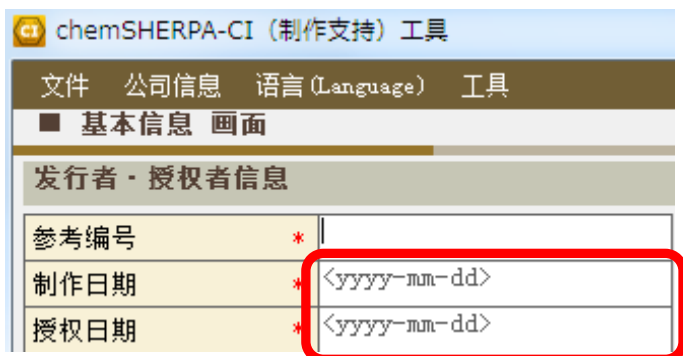 CI chemSHERPA-CI（制作支持）工具
文件 公司信息 语言(Language) 工具
■ 基本信息 画面
发行者・授权者信息
参考编号 *
制作日期 * <yyyy-mm-dd>
授权日期 * <yyyy-mm-dd>